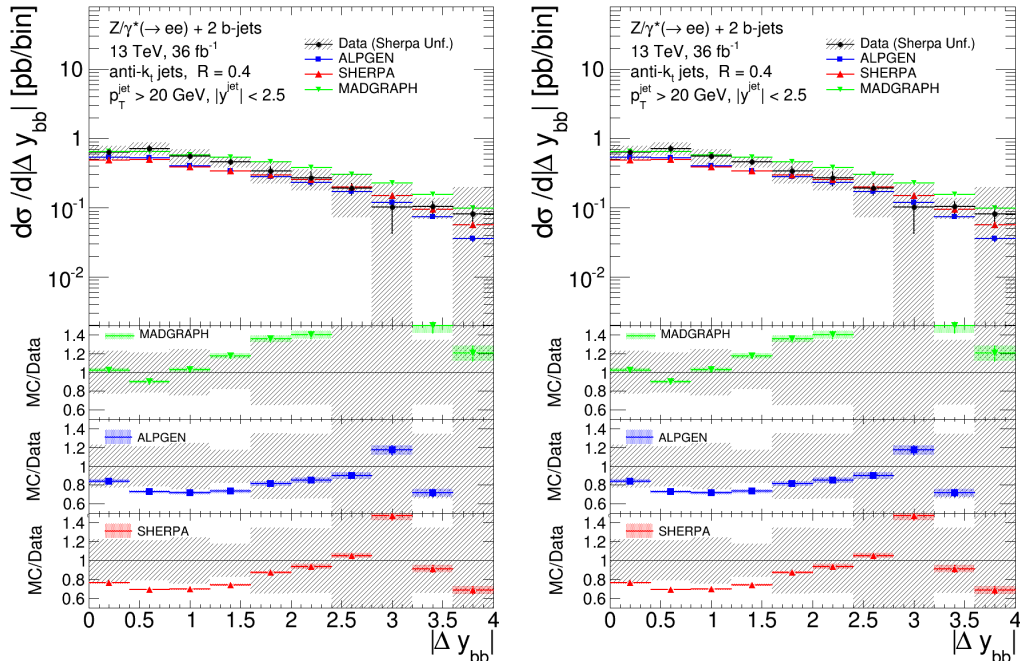 dσ/d|Δ y_bb| [pb/bin]
Z/γ*(→ ee) + 2 b-jets
13 TeV, 36 fb⁻¹
anti-k_t jets, R = 0.4
p_T^jet > 20 GeV, |y^jet| < 2.5
Data (Sherpa Unf.)
ALPGEN
SHERPA
MADGRAPH
10
1
10⁻¹
10⁻²
MC/Data
MADGRAPH
1.4
1.2
1
0.8
0.6
MC/Data
ALPGEN
1.4
1.2
1
0.8
0.6
MC/Data
SHERPA
1.4
1.2
1
0.8
0.6
0 0.5 1 1.5 2 2.5 3 3.5 4
|Δ y_bb|
dσ/d|Δ y_bb| [pb/bin]
Z/γ*(→ ee) + 2 b-jets
13 TeV, 36 fb⁻¹
anti-k_t jets, R = 0.4
p_T^jet > 20 GeV, |y^jet| < 2.5
Data (Sherpa Unf.)
ALPGEN
SHERPA
MADGRAPH
10
1
10⁻¹
10⁻²
MC/Data
MADGRAPH
1.4
1.2
1
0.8
0.6
MC/Data
ALPGEN
1.4
1.2
1
0.8
0.6
MC/Data
SHERPA
1.4
1.2
1
0.8
0.6
0 0.5 1 1.5 2 2.5 3 3.5 4
|Δ y_bb|